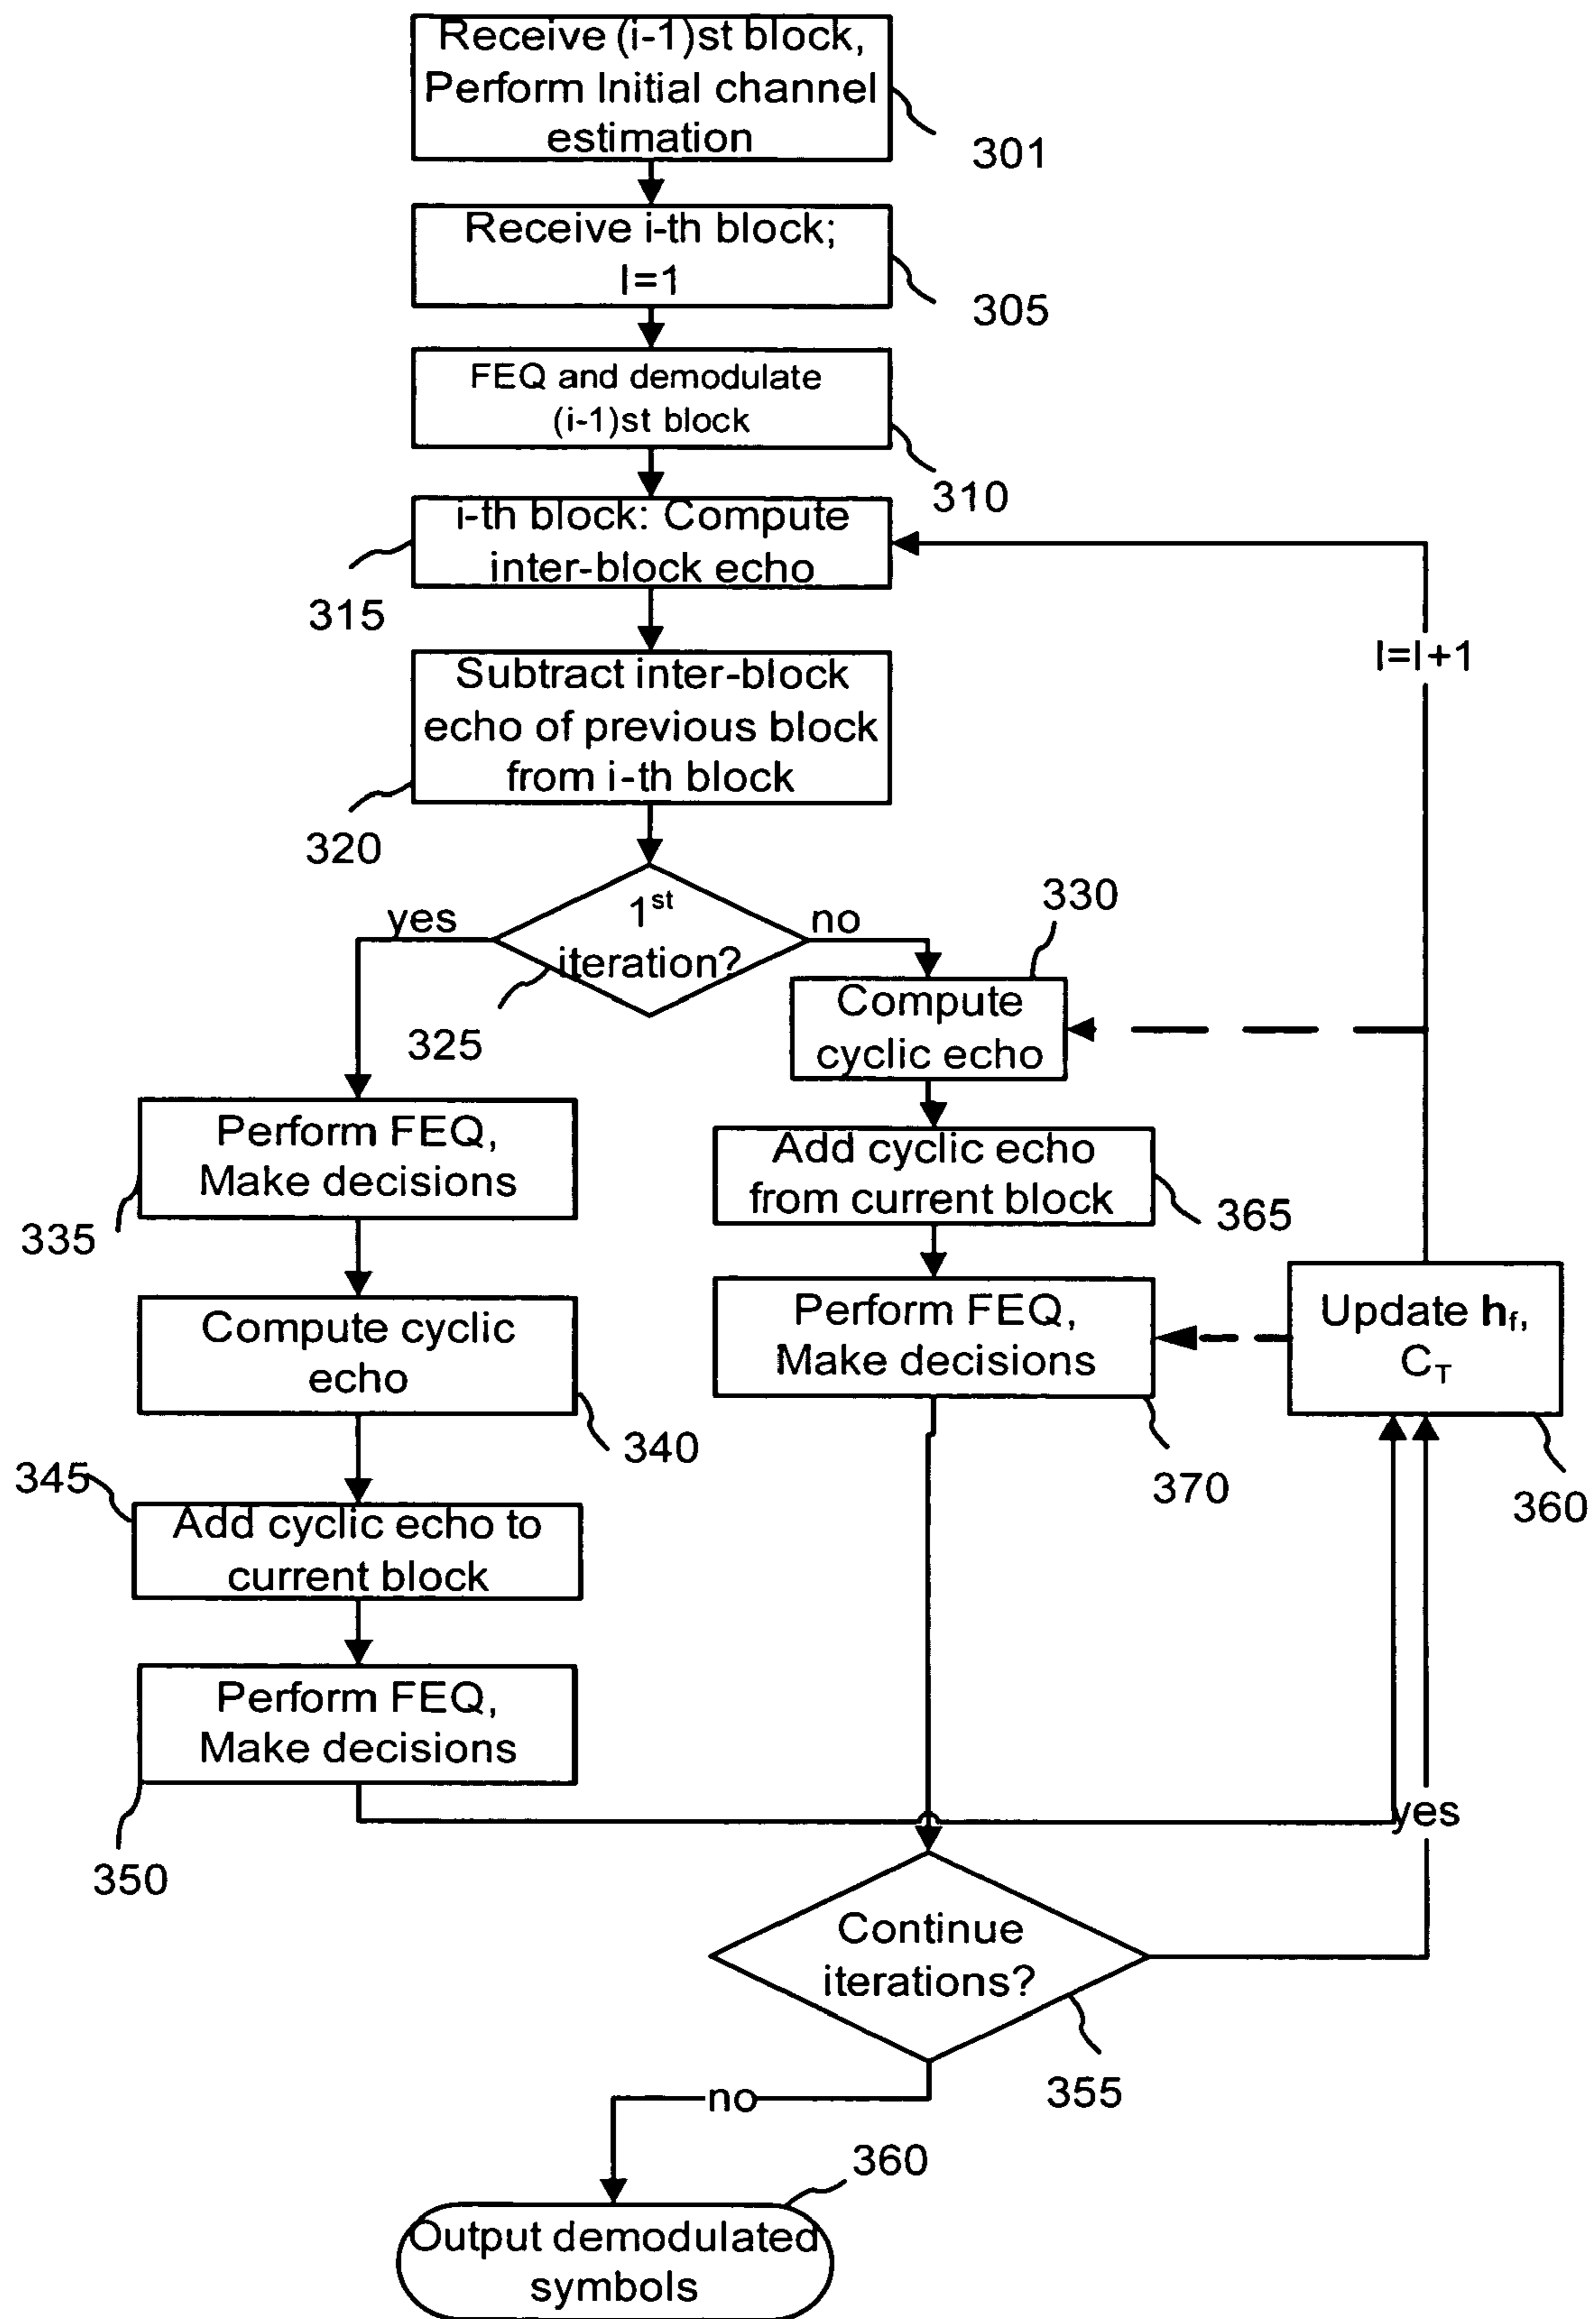 Receive (i-1)st block,
Perform Initial channel
estimation
301
Receive i-th block;
l=1
305
FEQ and demodulate
(i-1)st block
310
i-th block: Compute
inter-block echo
315
l=l+1
Subtract inter-block
echo of previous block
from i-th block
320
1st
iteration?
yes
no
325
330
Compute
cyclic echo
Perform FEQ,
Make decisions
335
Add cyclic echo
from current block
365
Compute cyclic
echo
340
Perform FEQ,
Make decisions
370
Update hf,
CT
360
345
Add cyclic echo to
current block
Perform FEQ,
Make decisions
350
yes
Continue
iterations?
355
no
360
Output demodulated
symbols